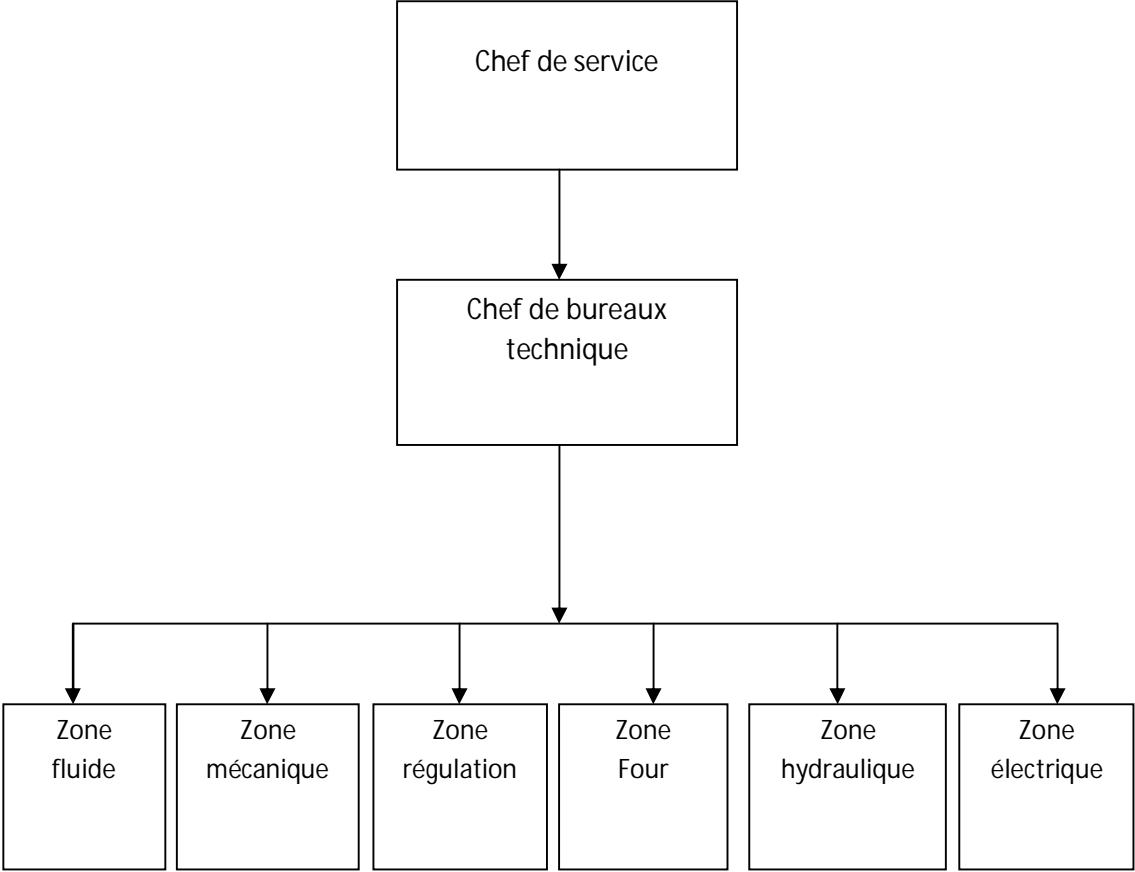 Chef de service
Chef de bureaux
technique
Zone
fluide
Zone
mécanique
Zone
régulation
Zone
Four
Zone
hydraulique
Zone
électrique